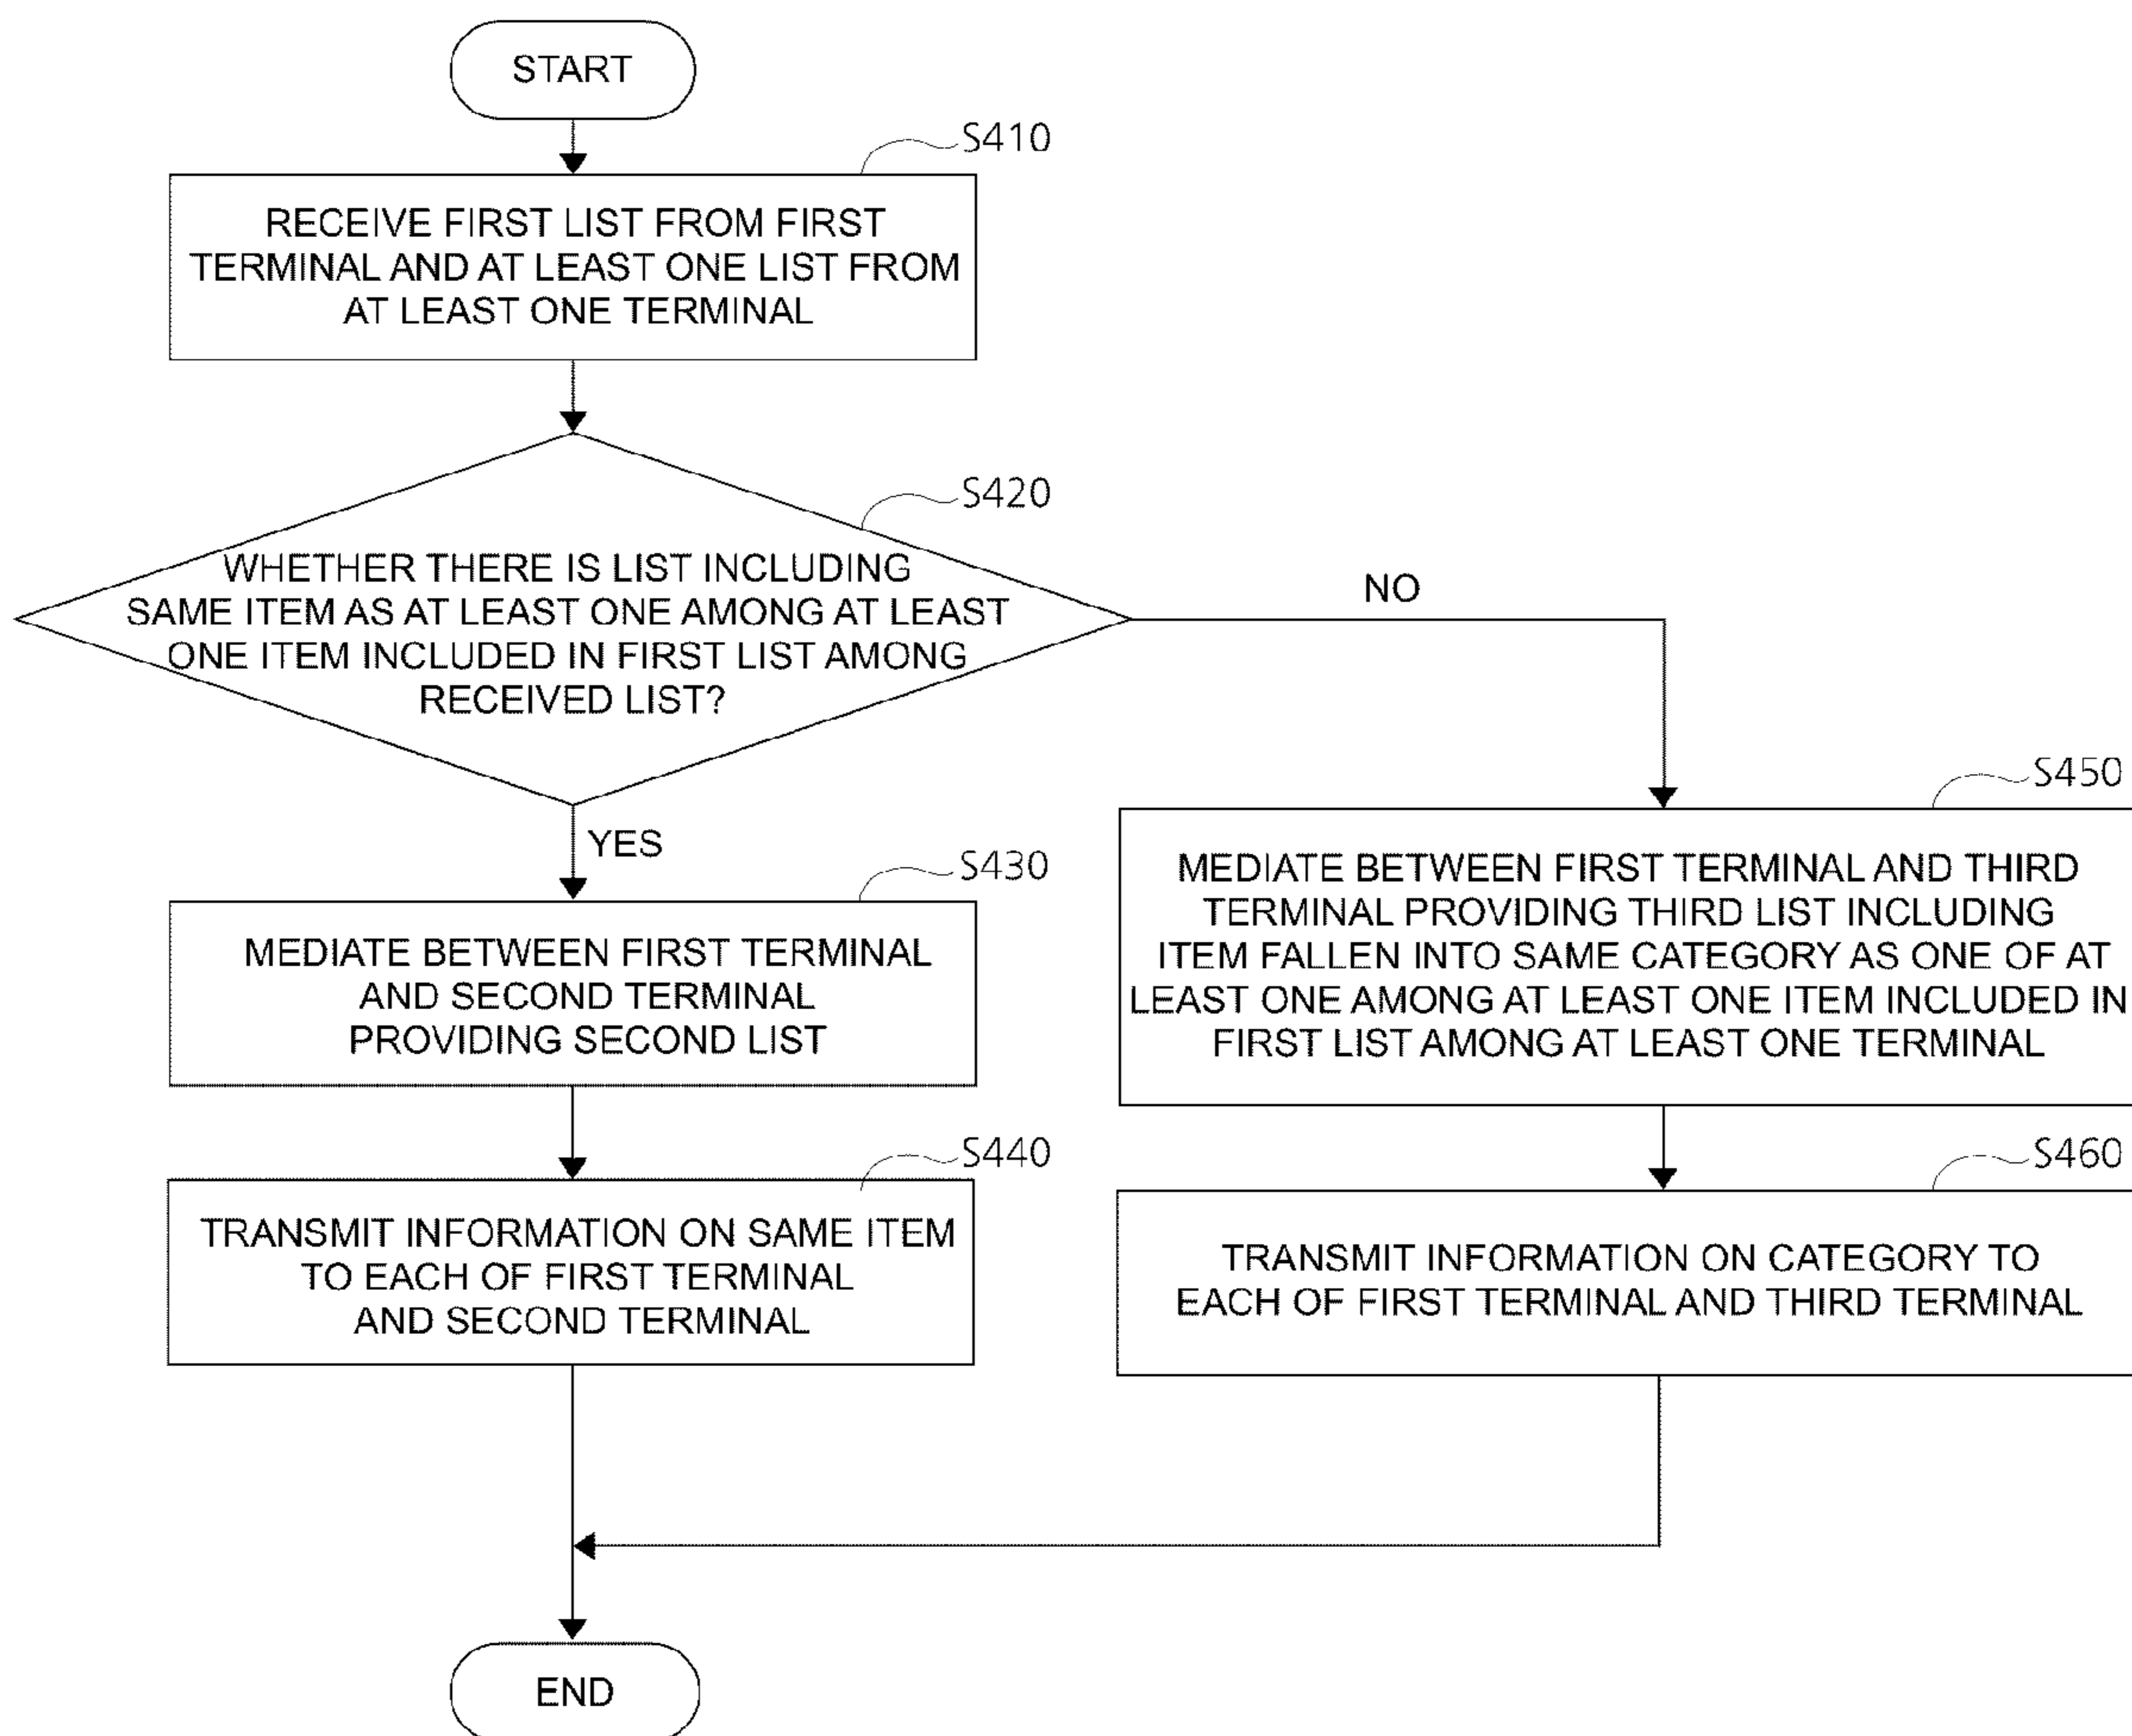 START
S410
RECEIVE FIRST LIST FROM FIRST
TERMINAL AND AT LEAST ONE LIST FROM
AT LEAST ONE TERMINAL
S420
WHETHER THERE IS LIST INCLUDING
SAME ITEM AS AT LEAST ONE AMONG AT LEAST
ONE ITEM INCLUDED IN FIRST LIST AMONG
RECEIVED LIST?
NO
YES
S430
MEDIATE BETWEEN FIRST TERMINAL
AND SECOND TERMINAL
PROVIDING SECOND LIST
S440
TRANSMIT INFORMATION ON SAME ITEM
TO EACH OF FIRST TERMINAL
AND SECOND TERMINAL
S450
MEDIATE BETWEEN FIRST TERMINAL AND THIRD
TERMINAL PROVIDING THIRD LIST INCLUDING
ITEM FALLEN INTO SAME CATEGORY AS ONE OF AT
LEAST ONE AMONG AT LEAST ONE ITEM INCLUDED IN
FIRST LIST AMONG AT LEAST ONE TERMINAL
S460
TRANSMIT INFORMATION ON CATEGORY TO
EACH OF FIRST TERMINAL AND THIRD TERMINAL
END